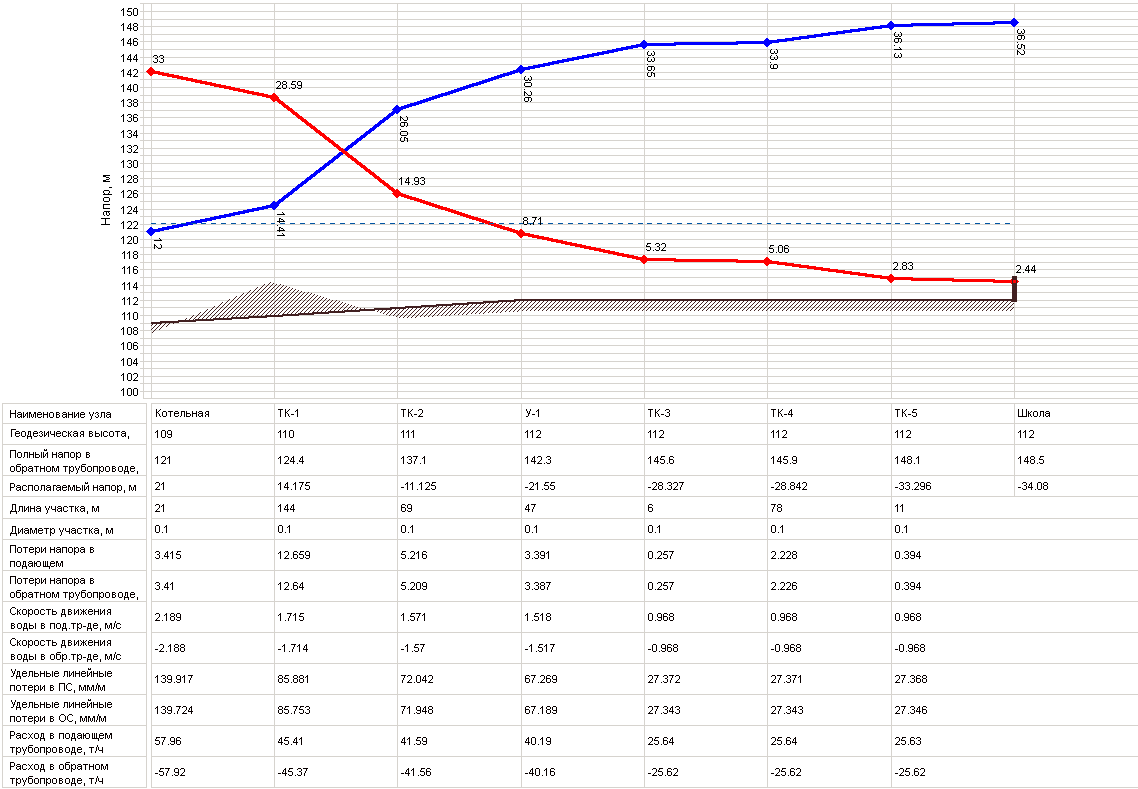 150
148
146
144
142
140
138
136
134
132
130
128
126
124
122
120
118
116
114
112
110
108
106
104
102
100
Напор, м
33
28.59
14.93
8.71
5.32
5.06
2.83
2.44
12
14.41
26.05
30.26
33.65
33.9
36.13
36.52
Наименование узла Котельная ТК-1 ТК-2 У-1 ТК-3 ТК-4 ТК-5 Школа
Геодезическая высота, 109 110 111 112 112 112 112 112
Полный напор в
обратном трубопроводе, 121 124.4 137.1 142.3 145.6 145.9 148.1 148.5
Располагаемый напор, м 21 14.175 -11.125 -21.55 -28.327 -28.842 -33.296 -34.08
Длина участка, м 21 144 69 47 6 78 11
Диаметр участка, м 0.1 0.1 0.1 0.1 0.1 0.1 0.1
Потери напора в
подающем 3.415 12.659 5.216 3.391 0.257 2.228 0.394
Потери напора в
обратном трубопроводе, 3.41 12.64 5.209 3.387 0.257 2.226 0.394
Скорость движения
воды в под.тр-де, м/с 2.189 1.715 1.571 1.518 0.968 0.968 0.968
Скорость движения
воды в обр.тр-де, м/с -2.188 -1.714 -1.57 -1.517 -0.968 -0.968 -0.968
Удельные линейные
потери в ПС, мм/м 139.917 85.881 72.042 67.269 27.372 27.371 27.368
Удельные линейные
потери в ОС, мм/м 139.724 85.753 71.948 67.189 27.343 27.343 27.346
Расход в подающем
трубопроводе, т/ч 57.96 45.41 41.59 40.19 25.64 25.64 25.63
Расход в обратном
трубопроводе, т/ч -57.92 -45.37 -41.56 -40.16 -25.62 -25.62 -25.62